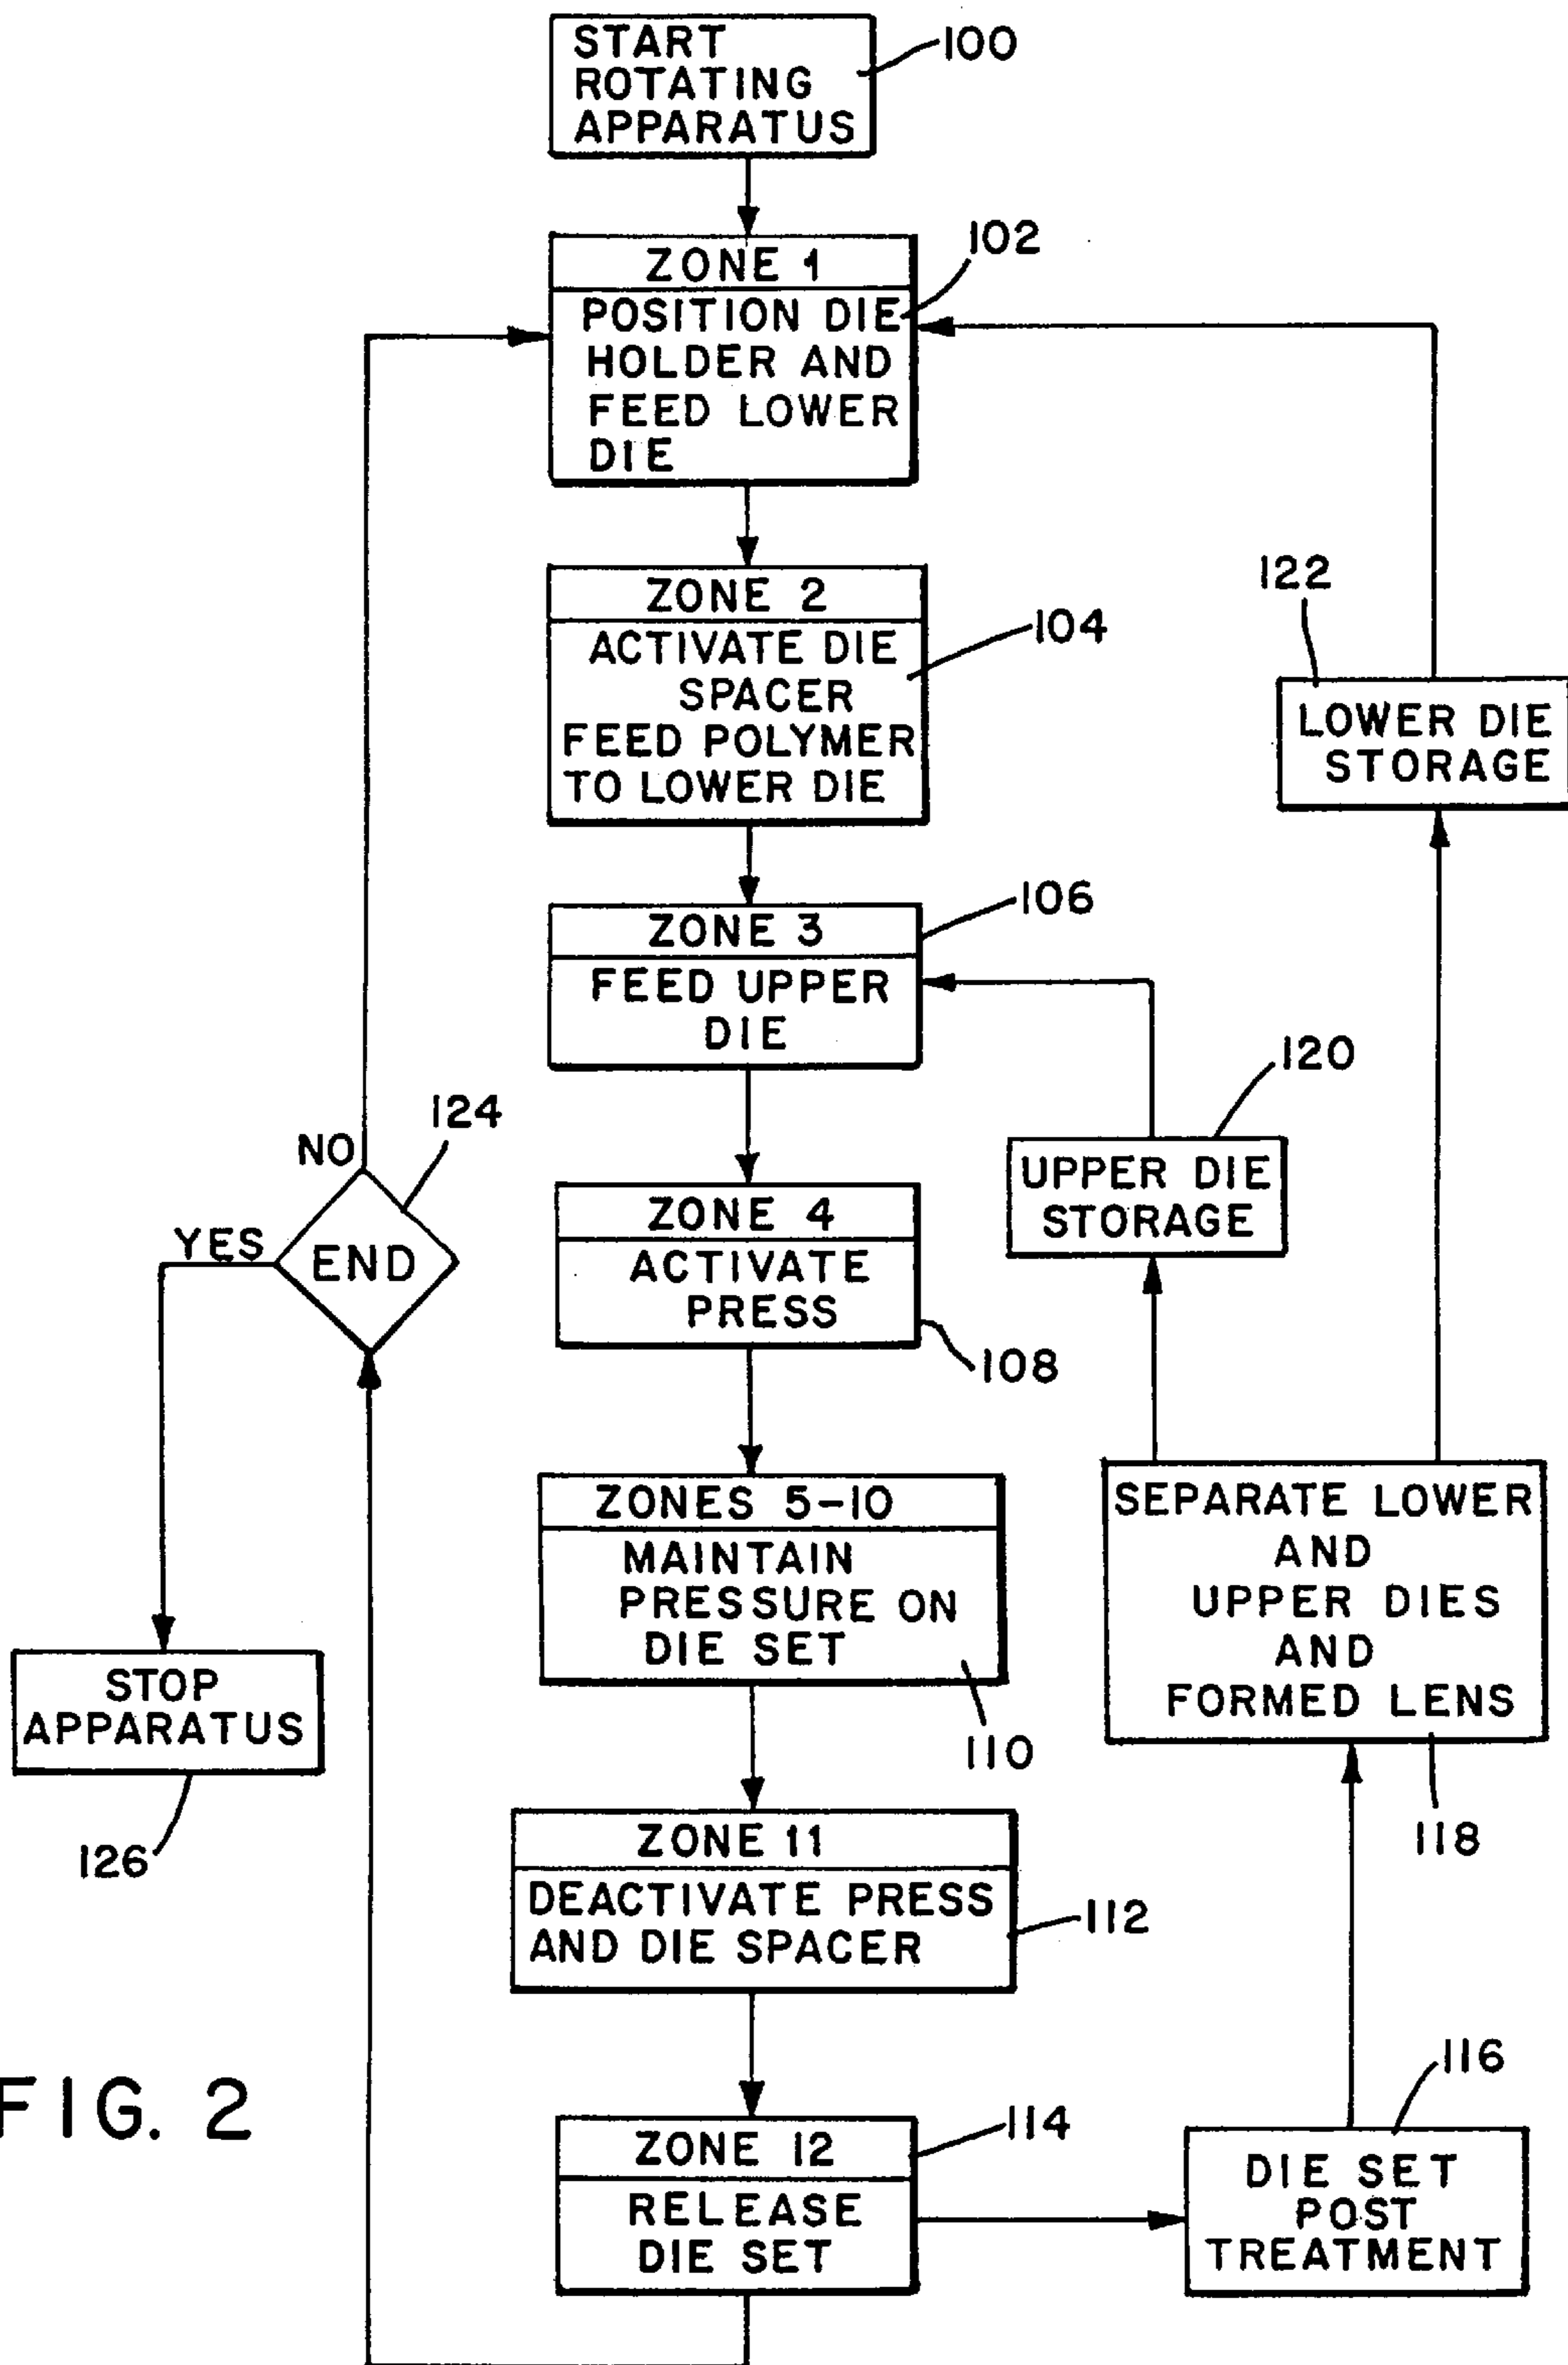 START
ROTATING
APPARATUS
100
ZONE 1
POSITION DIE
HOLDER AND
FEED LOWER
DIE
102
ZONE 2
ACTIVATE DIE
SPACER
FEED POLYMER
TO LOWER DIE
104
122
LOWER DIE
STORAGE
ZONE 3
FEED UPPER
DIE
106
120
UPPER DIE
STORAGE
124
NO
YES
END
ZONE 4
ACTIVATE
PRESS
108
ZONES 5-10
MAINTAIN
PRESSURE ON
DIE SET
110
SEPARATE LOWER
AND
UPPER DIES
AND
FORMED LENS
118
STOP
APPARATUS
126
ZONE 11
DEACTIVATE PRESS
AND DIE SPACER
112
FIG. 2
ZONE 12
RELEASE
DIE SET
114
116
DIE SET
POST
TREATMENT